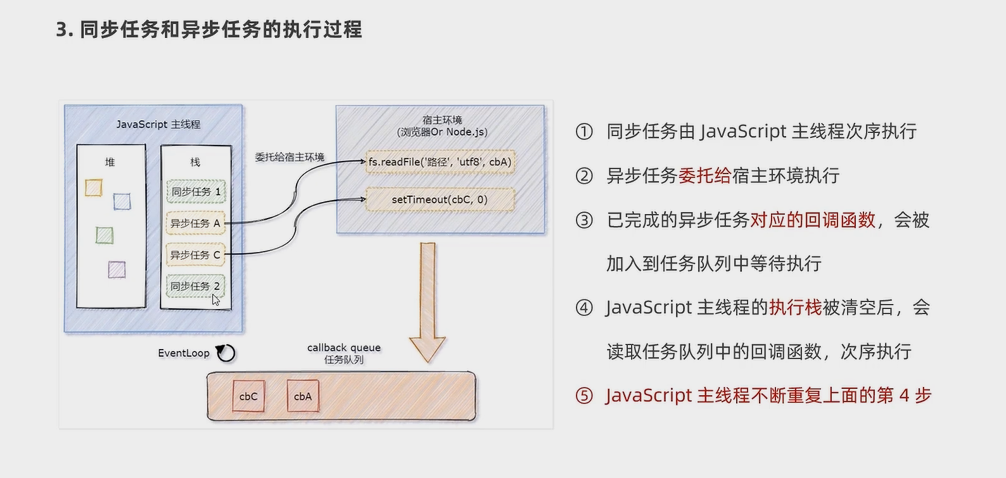 3. 同步任务和异步任务的执行过程
JavaScript 主线程
堆
栈
同步任务 1
异步任务 A
异步任务 C
同步任务 2
委托给宿主环境
宿主环境
(浏览器Or Node.js)
fs.readFile('路径', 'utf8', cbA)
setTimeout(cbC, 0)
EventLoop
callback queue
任务队列
cbC
cbA
① 同步任务由 JavaScript 主线程次序执行
② 异步任务委托给宿主环境执行
③ 已完成的异步任务对应的回调函数，会被
加入到任务队列中等待执行
④ JavaScript 主线程的执行栈被清空后，会
读取任务队列中的回调函数，次序执行
⑤ JavaScript 主线程不断重复上面的第 4 步